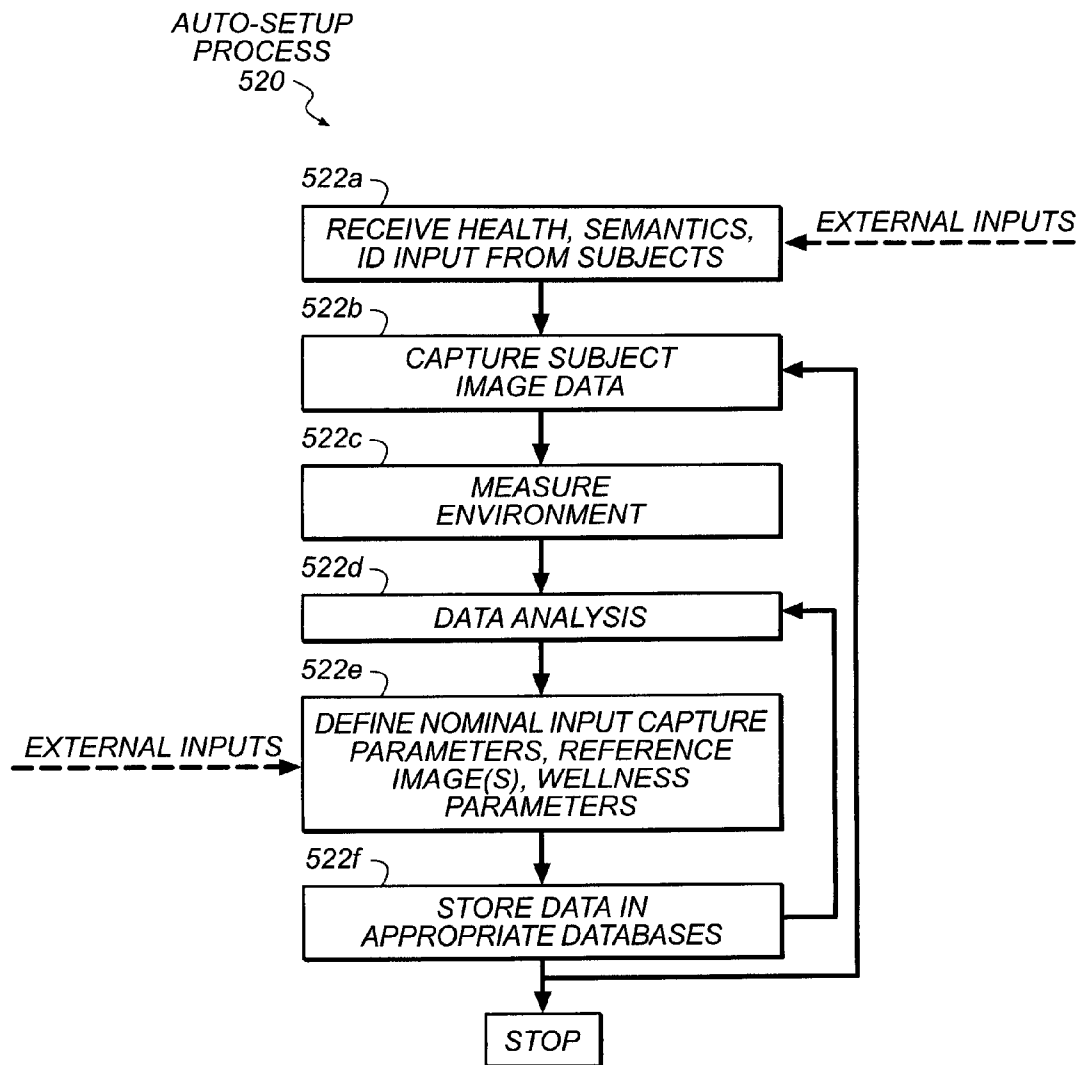 AUTO-SETUP
PROCESS
520
522a
RECEIVE HEALTH, SEMANTICS,
ID INPUT FROM SUBJECTS
EXTERNAL INPUTS
522b
CAPTURE SUBJECT
IMAGE DATA
522c
MEASURE
ENVIRONMENT
522d
DATA ANALYSIS
522e
DEFINE NOMINAL INPUT CAPTURE
PARAMETERS, REFERENCE
IMAGE(S), WELLNESS
PARAMETERS
EXTERNAL INPUTS
522f
STORE DATA IN
APPROPRIATE DATABASES
STOP